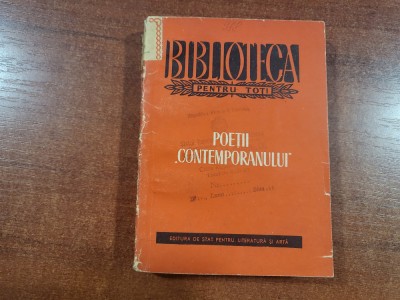 BIBLIOTECA
PENTRU TOȚI
POEȚII
„CONTEMPORANULUI”
EDITURA DE STAT PENTRU LITERATURĂ ȘI ARTĂ